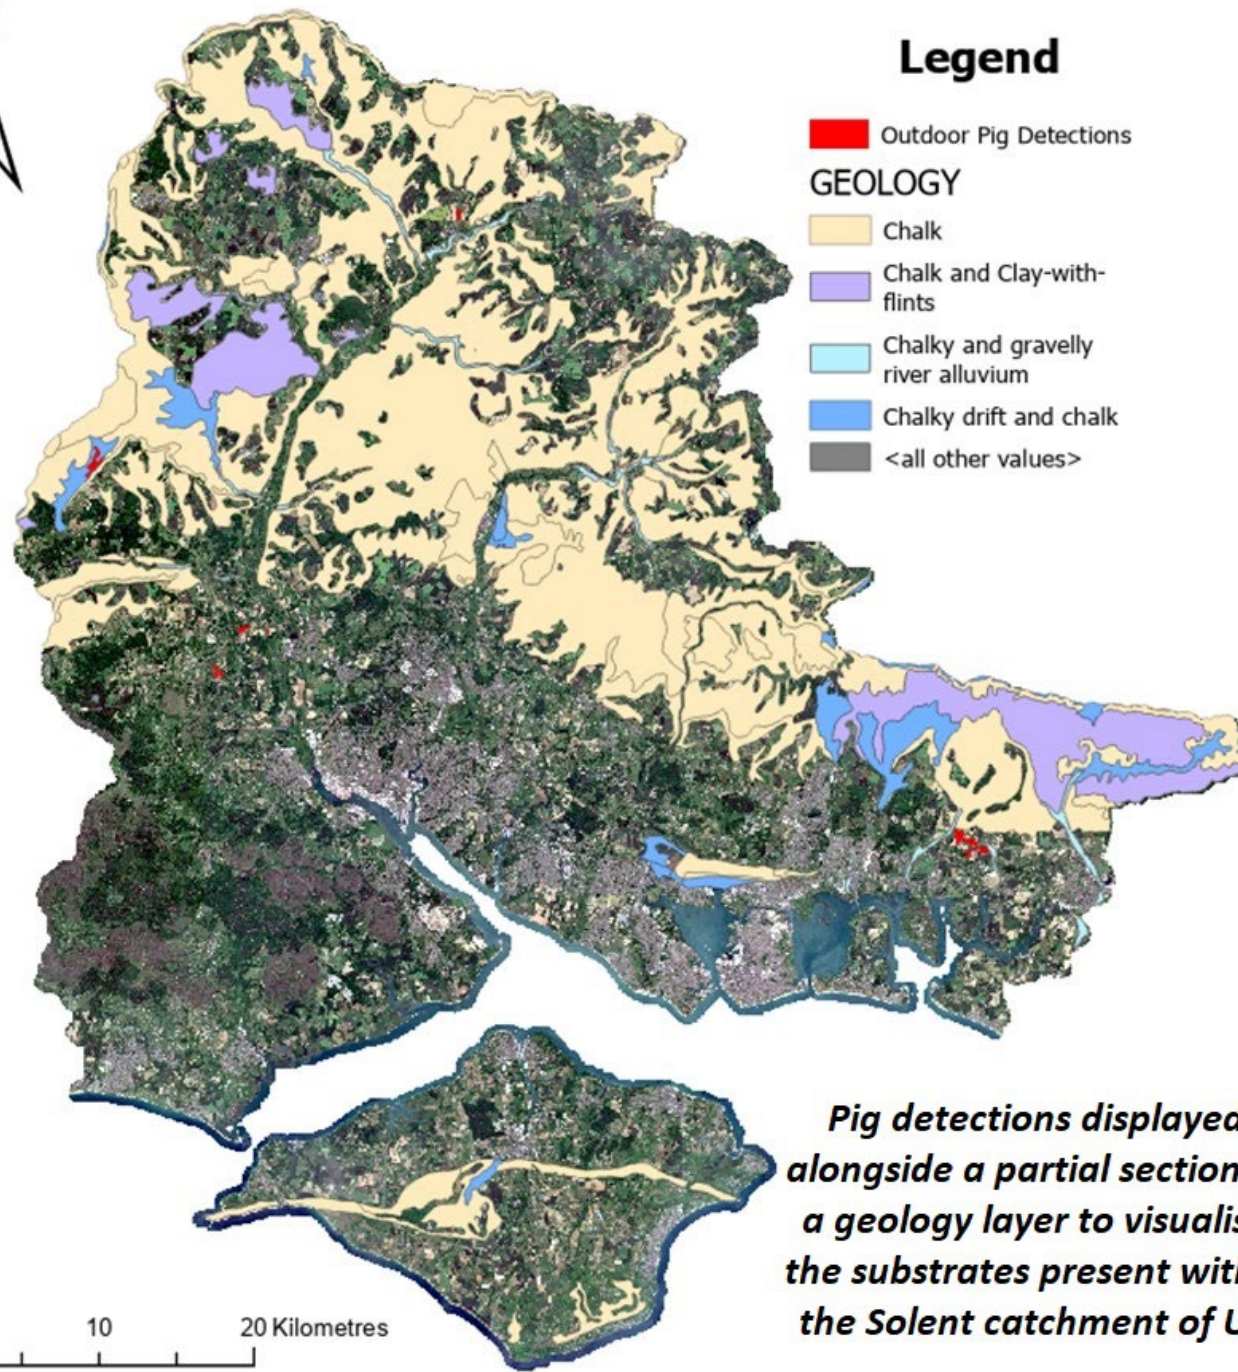 Legend
Outdoor Pig Detections
GEOLOGY
Chalk
Chalk and Clay-with-
flints
Chalky and gravelly
river alluvium
Chalky drift and chalk
<all other values>
Pig detections displayed
alongside a partial section
a geology layer to visualis
the substrates present with
the Solent catchment of U
10
20 Kilometres